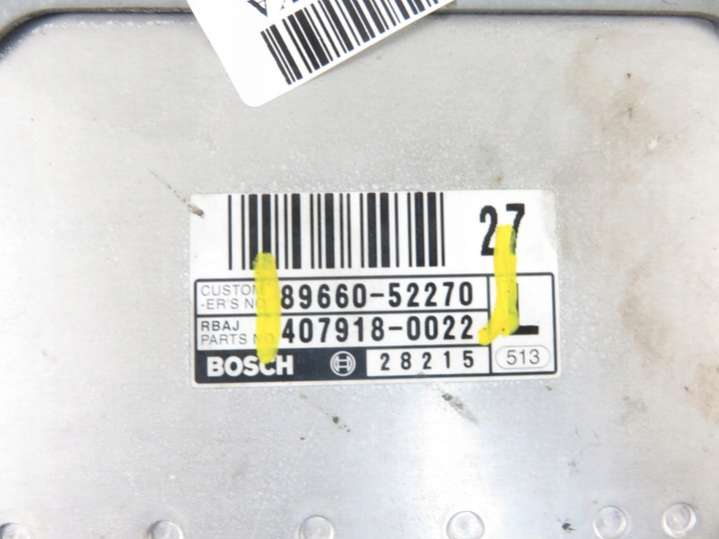 27
CUSTOM
-ER'S NO. 89660-52270
RBAJ
PARTS NO. 407918-0022 L
BOSCH 28215 513